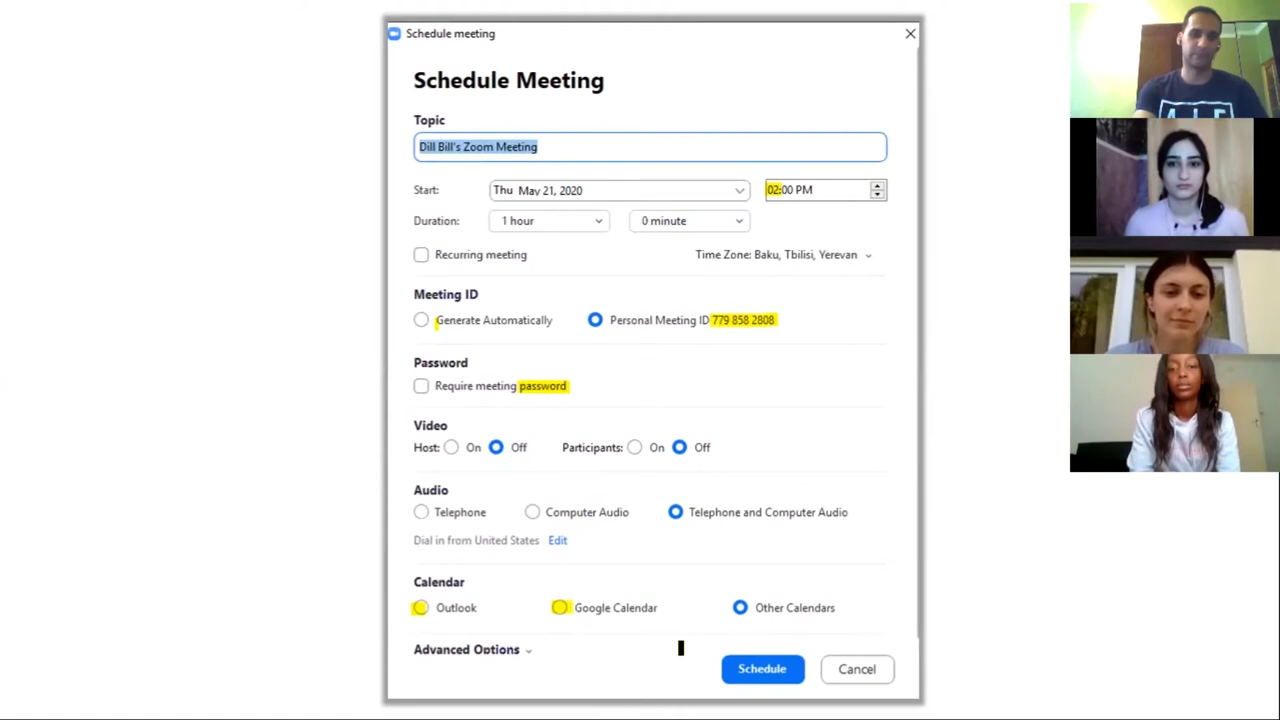 Schedule meeting
Schedule Meeting
Topic
Dill Bill's Zoom Meeting
Start: Thu May 21, 2020 02:00 PM
Duration: 1 hour 0 minute
Recurring meeting Time Zone: Baku, Tbilisi, Yerevan
Meeting ID
Generate Automatically Personal Meeting ID 779 858 2808
Password
Require meeting password
Video
Host: On Off Participants: On Off
Audio
Telephone Computer Audio Telephone and Computer Audio
Dial in from United States Edit
Calendar
Outlook Google Calendar Other Calendars
Advanced Options
Schedule Cancel